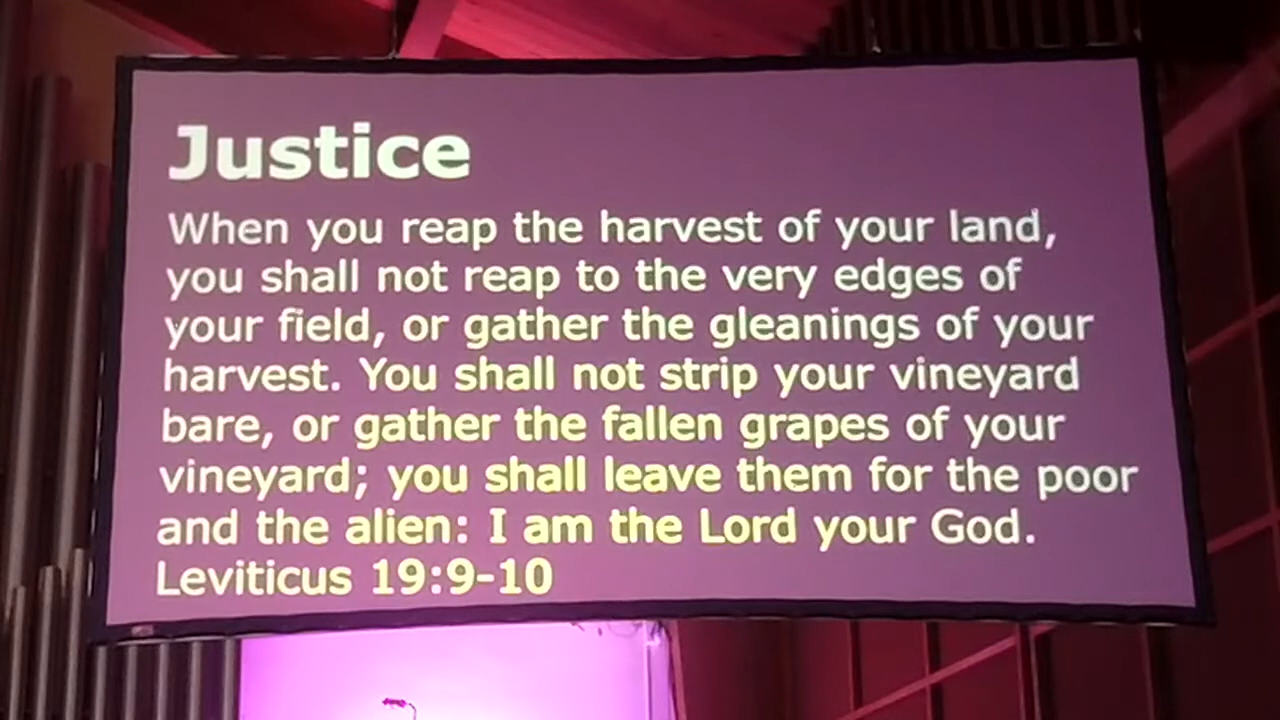 Justice
When you reap the harvest of your land,
you shall not reap to the very edges of
your field, or gather the gleanings of your
harvest. You shall not strip your vineyard
bare, or gather the fallen grapes of your
vineyard; you shall leave them for the poor
and the alien: I am the Lord your God.
Leviticus 19:9-10